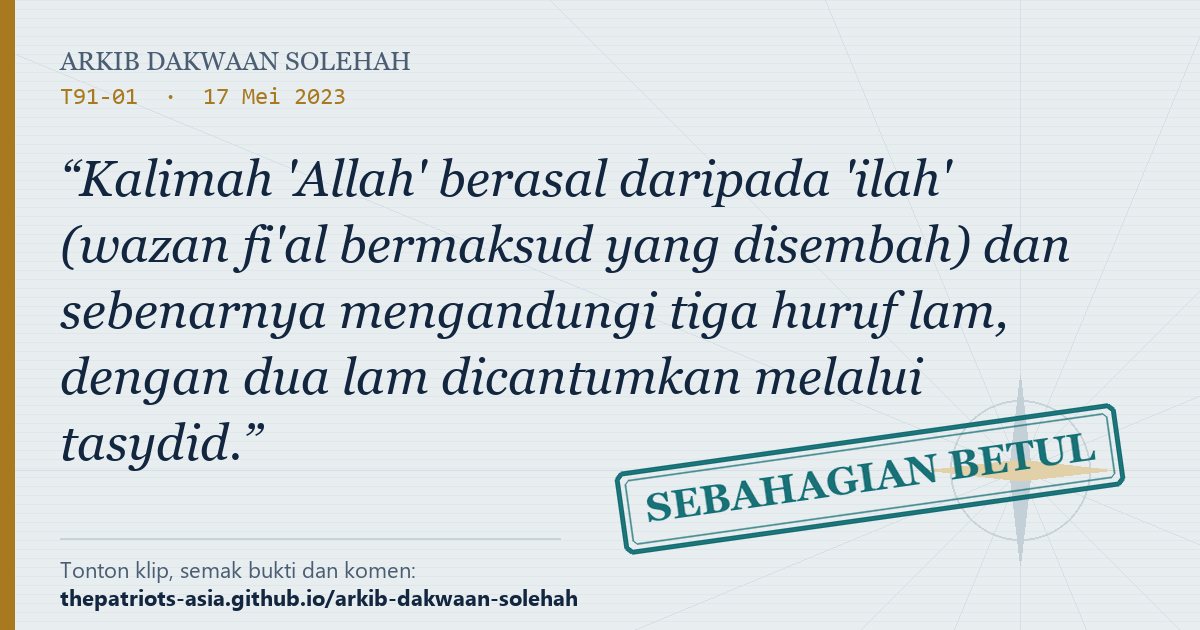 ARKIB DAKWAAN SOLEHAH
T91-01 · 17 Mei 2023
“Kalimah 'Allah' berasal daripada 'ilah'
(wazan fi'al bermaksud yang disembah) dan
sebenarnya mengandungi tiga huruf lam,
dengan dua lam dicantumkan melalui
tasydid.”
SEBAHAGIAN BETUL
Tonton klip, semak bukti dan komen:
thepatriots-asia.github.io/arkib-dakwaan-solehah